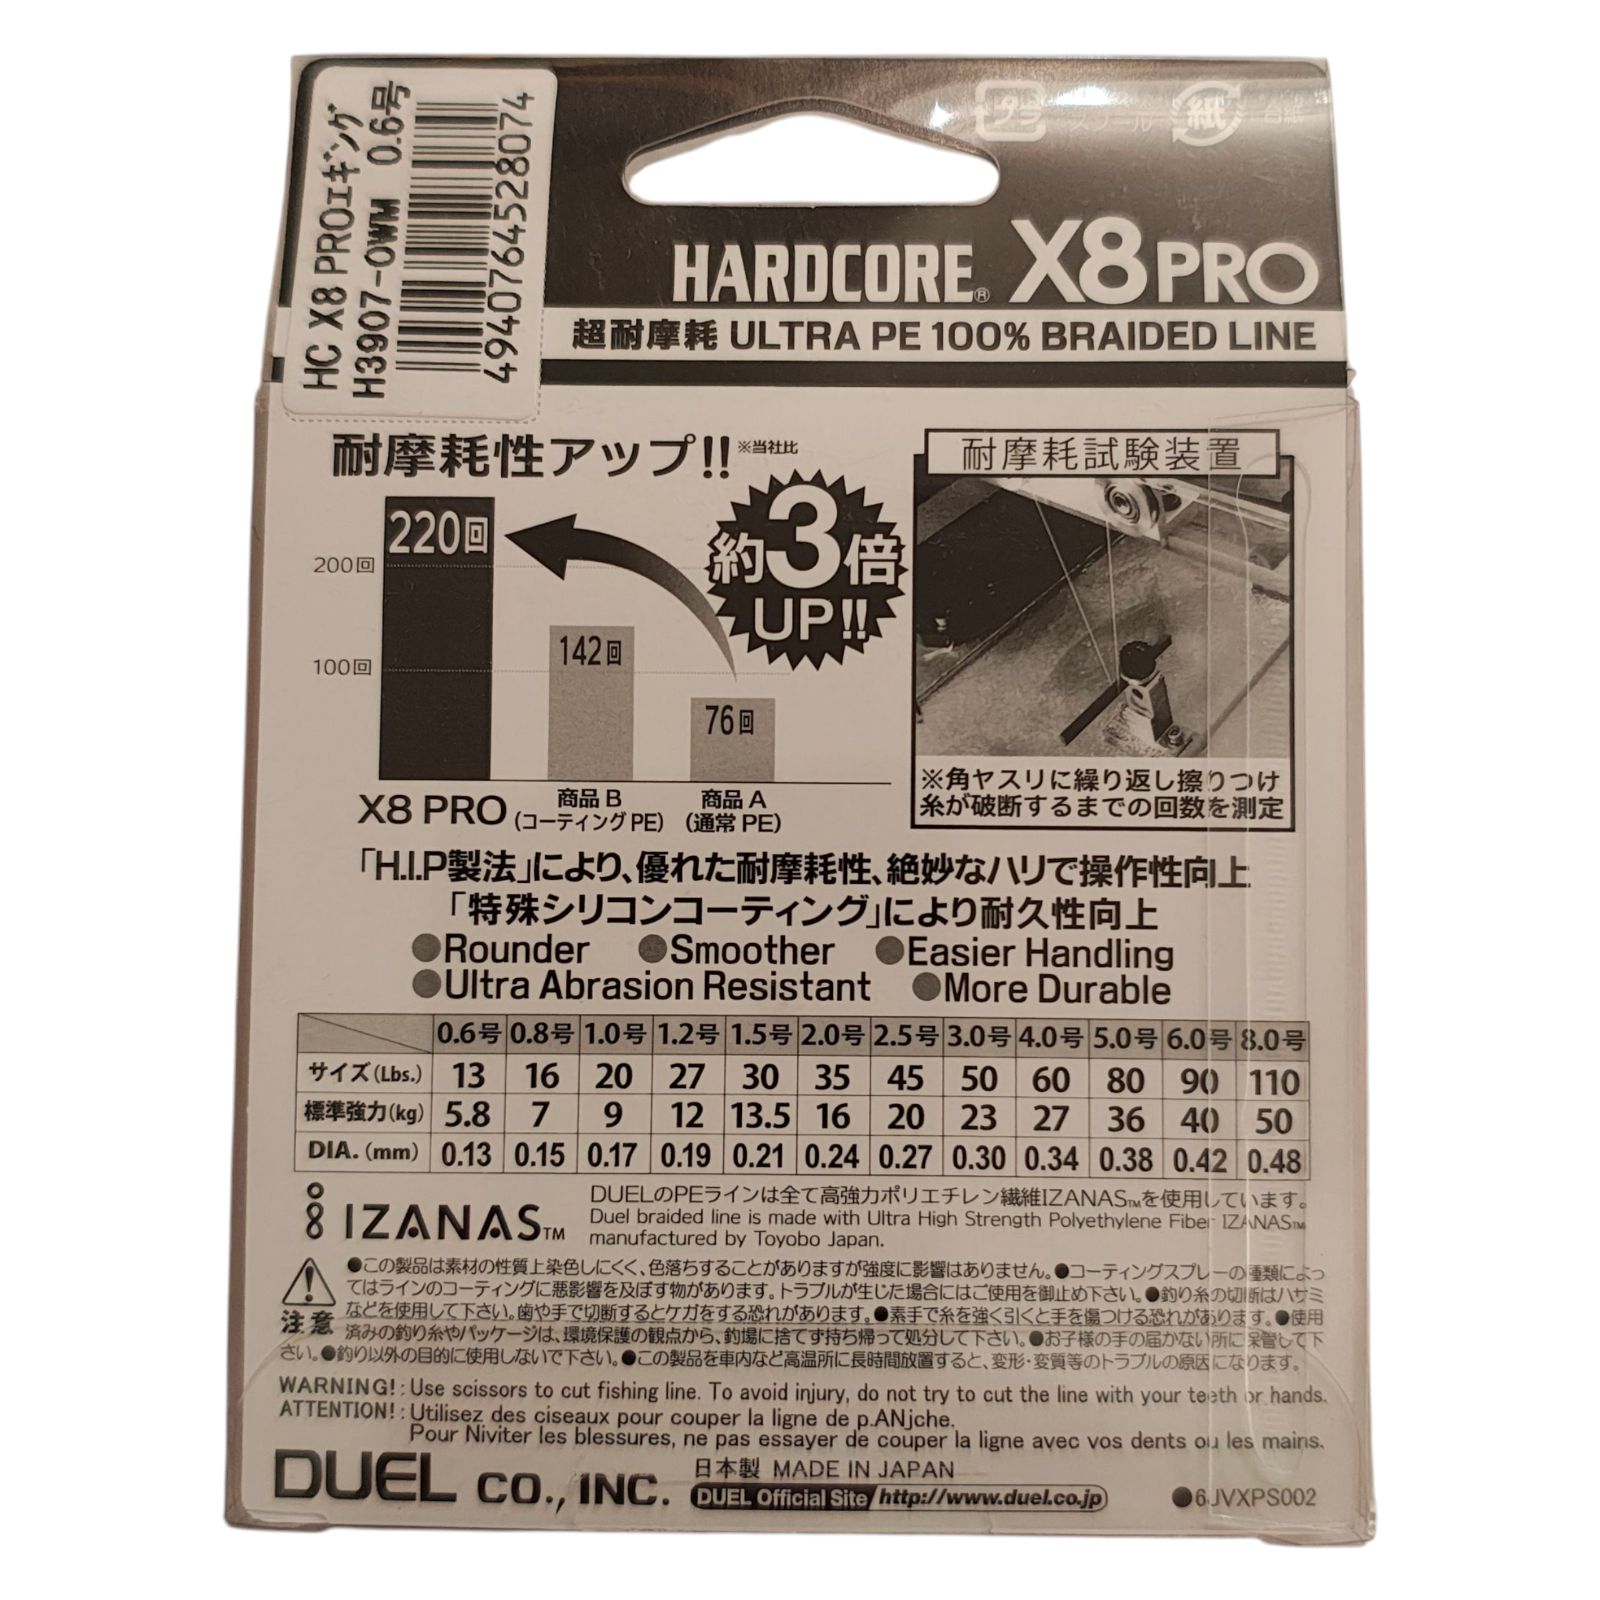 HC X8 PROエギング
H3907-OWM 0.6号
4940764528074
プラ
紙
台紙
HARDCORE® X8 PRO
超耐摩耗 ULTRA PE 100% BRAIDED LINE
耐摩耗性アップ!! ※当社比
220回
200回
142回
100回
76回
約3倍
UP!!
X8 PRO
商品 B
(コーティング PE)
商品 A
(通常 PE)
耐摩耗試験装置
※角ヤスリに繰り返し擦りつけ
糸が破断するまでの回数を測定
「H.I.P製法」により、優れた耐摩耗性、絶妙なハリで操作性向上
「特殊シリコンコーティング」により耐久性向上
●Rounder ●Smoother ●Easier Handling
●Ultra Abrasion Resistant ●More Durable
0.6号 0.8号 1.0号 1.2号 1.5号 2.0号 2.5号 3.0号 4.0号 5.0号 6.0号 8.0号
サイズ(Lbs.) 13 16 20 27 30 35 45 50 60 80 90 110
標準強力(kg) 5.8 7 9 12 13.5 16 20 23 27 36 40 50
DIA.(mm) 0.13 0.15 0.17 0.19 0.21 0.24 0.27 0.30 0.34 0.38 0.42 0.48
IZANAS™
DUELのPEラインは全て高強力ポリエチレン繊維IZANAS™を使用しています。
Duel braided line is made with Ultra High Strength Polyethylene Fiber IZANAS™
manufactured by Toyobo Japan.
注意
●この製品は素材の性質上染色しにくく、色落ちすることがありますが強度に影響はありません。●コーティングスプレーの種類によっ
てはラインのコーティングに悪影響を及ぼす物があります。トラブルが生じた場合にはご使用を御止め下さい。●釣り糸の切断はハサミ
などを使用して下さい。歯や手で切断するとケガをする恐れがあります。●素手で糸を強く引くと手を傷つける恐れがあります。●使用
済みの釣り糸やパッケージは、環境保護の観点から、釣場に捨てず持ち帰って処分して下さい。●お子様の手の届かない所に保管して下
さい。●釣り以外の目的に使用しないで下さい。●この製品を車内など高温所に長時間放置すると、変形・変質等のトラブルの原因になります。
WARNING!: Use scissors to cut fishing line. To avoid injury, do not try to cut the line with your teeth or hands.
ATTENTION!: Utilisez des ciseaux pour couper la ligne de p.ANjche.
Pour Niviter les blessures, ne pas essayer de couper la ligne avec vos dents ou les mains.
DUEL CO., INC.
日本製 MADE IN JAPAN
DUEL Official Site http://www.duel.co.jp
●6JVXPS002